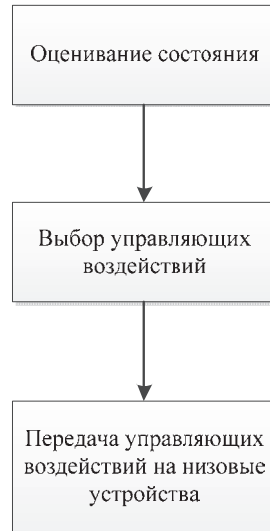 Оценивание состояния
Выбор управляющих
воздействий
Передача управляющих
воздействий на низовые
устройства